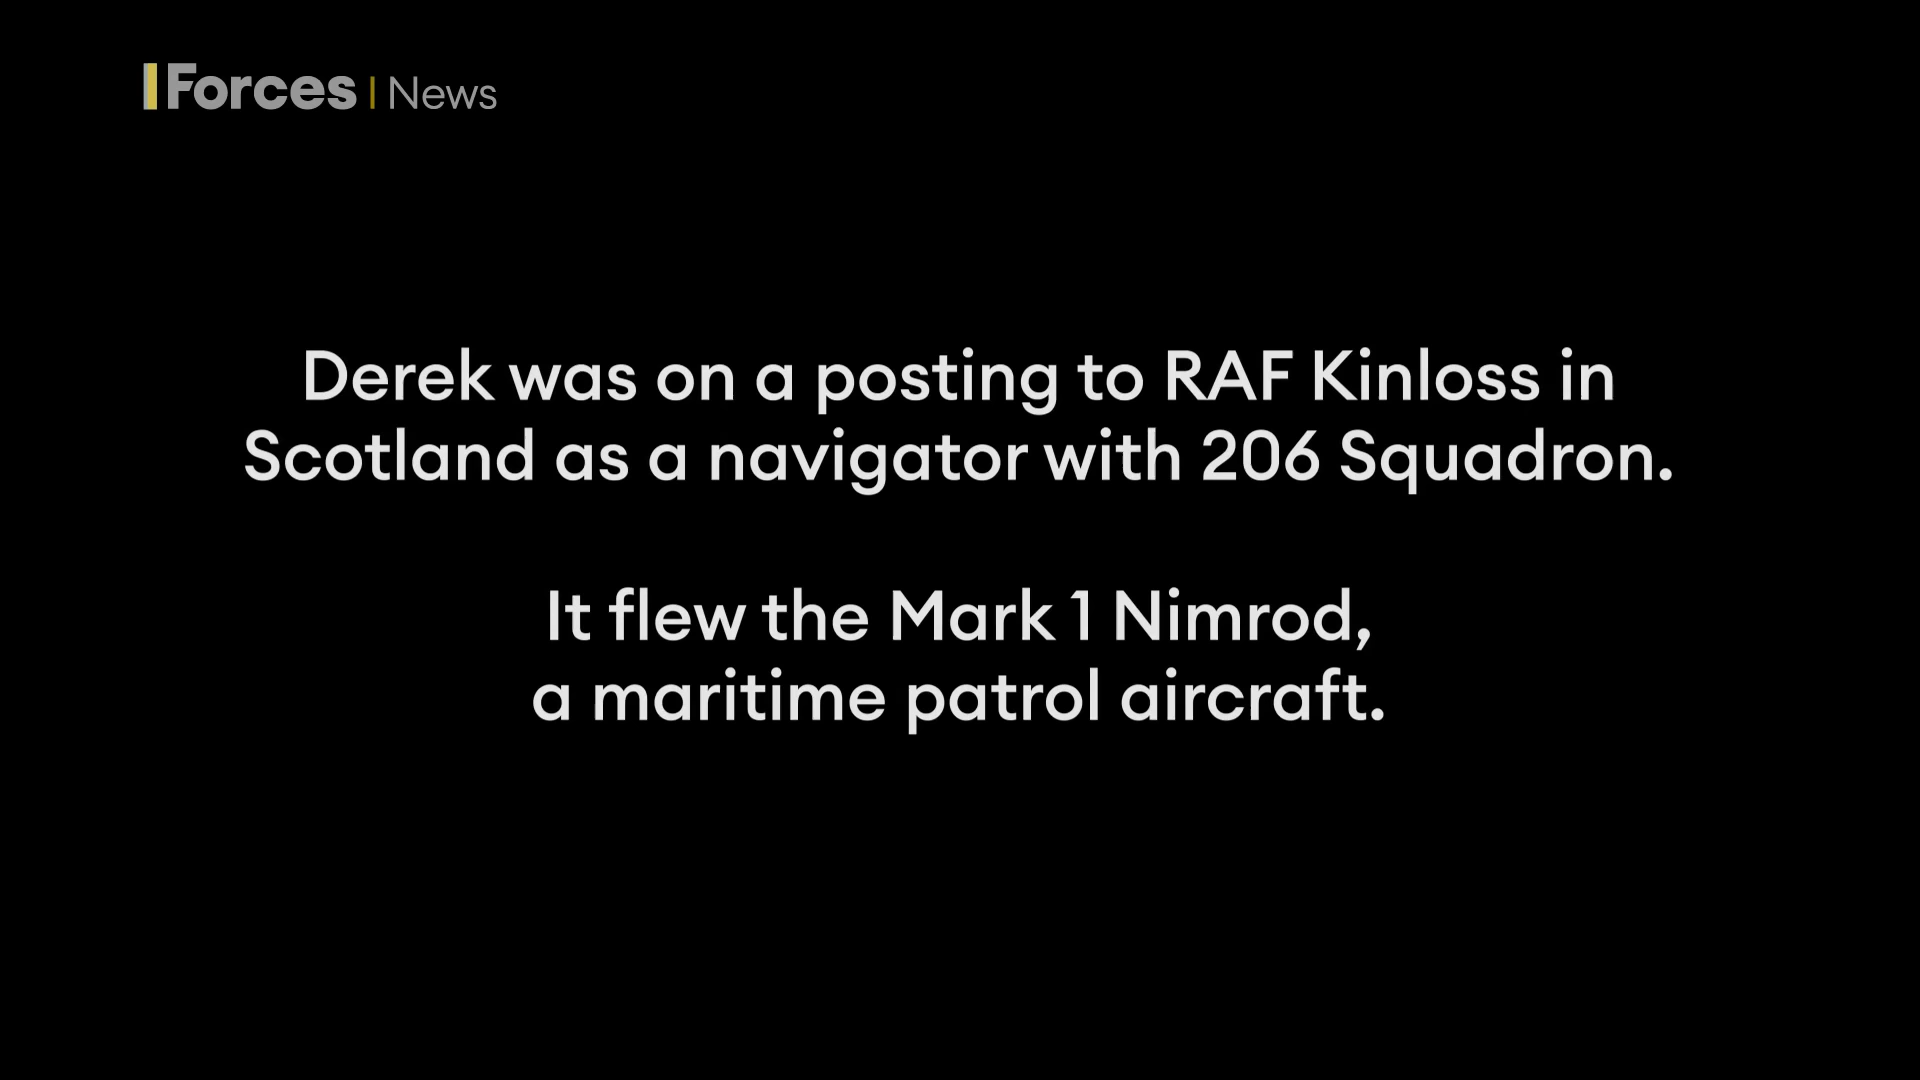 Forces | News
Derek was on a posting to RAF Kinloss in
Scotland as a navigator with 206 Squadron.
It flew the Mark 1 Nimrod,
a maritime patrol aircraft.